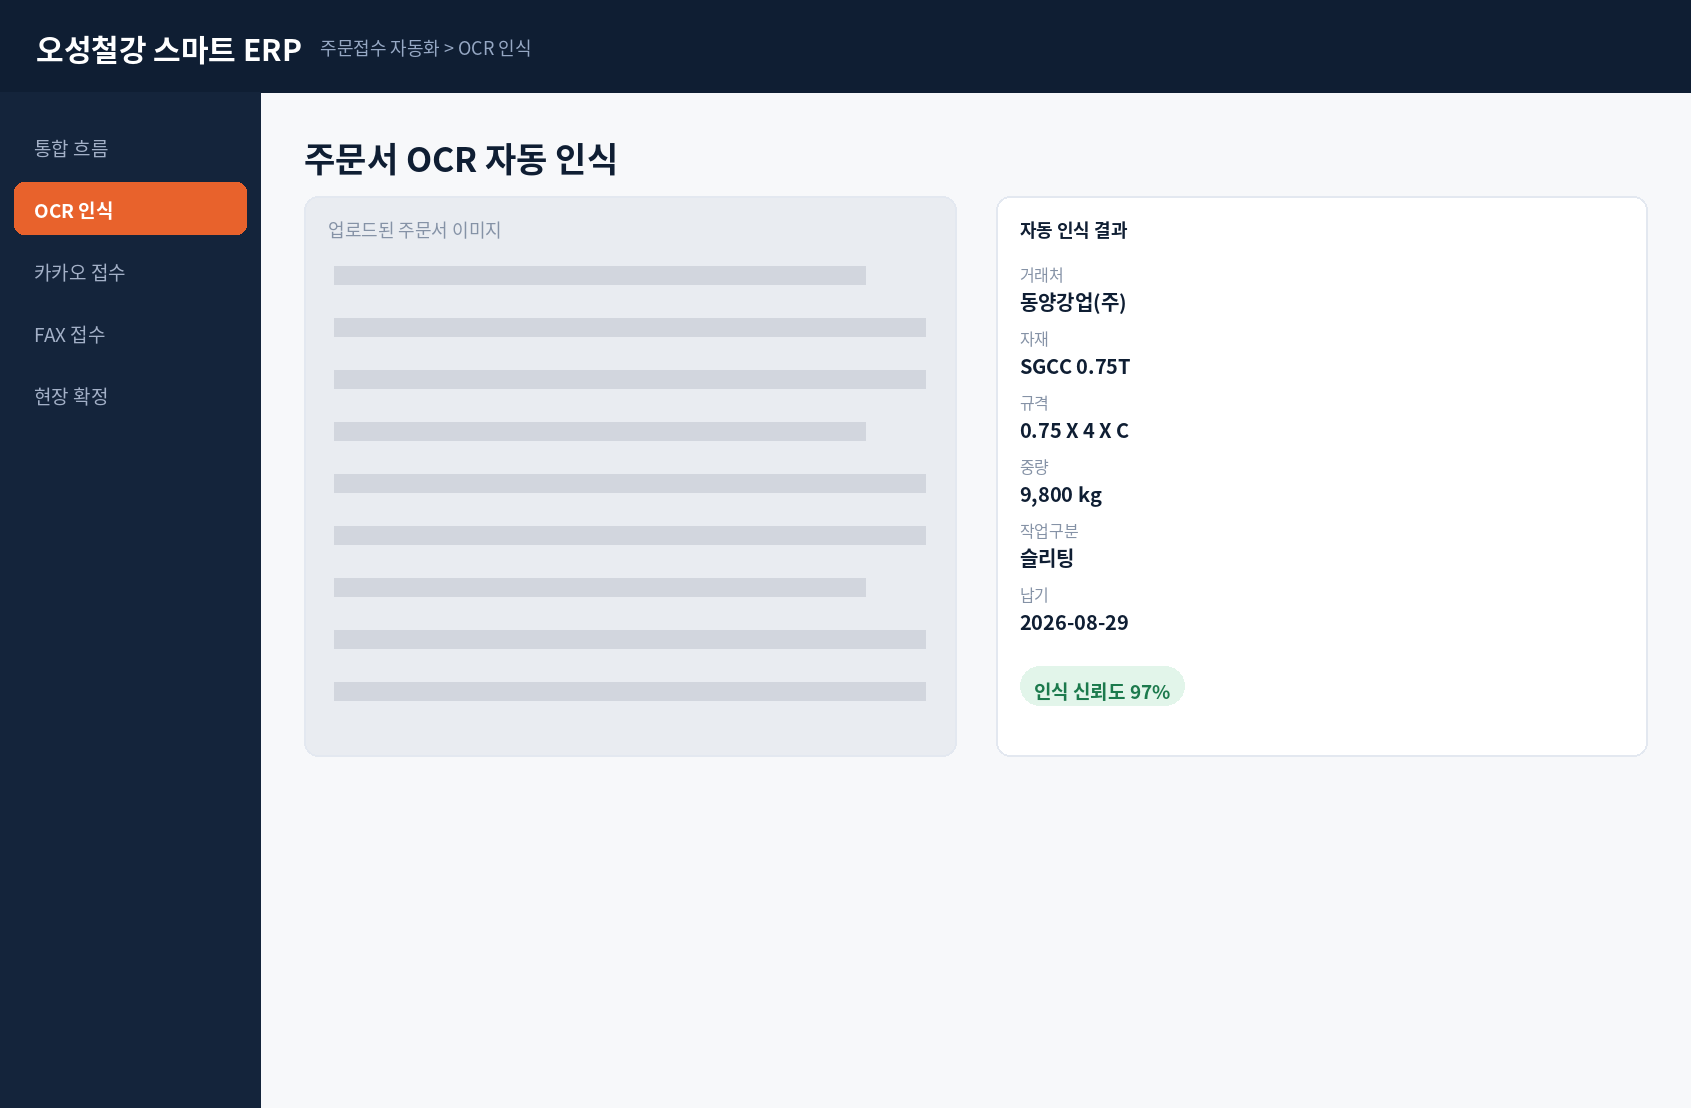 오성철강 스마트 ERP
주문접수 자동화 > OCR 인식
통합 흐름
OCR 인식
카카오 접수
FAX 접수
현장 확정
주문서 OCR 자동 인식
업로드된 주문서 이미지
자동 인식 결과
거래처
동양강업(주)
자재
SGCC 0.75T
규격
0.75 X 4 X C
중량
9,800 kg
작업구분
슬리팅
납기
2026-08-29
인식 신뢰도 97%